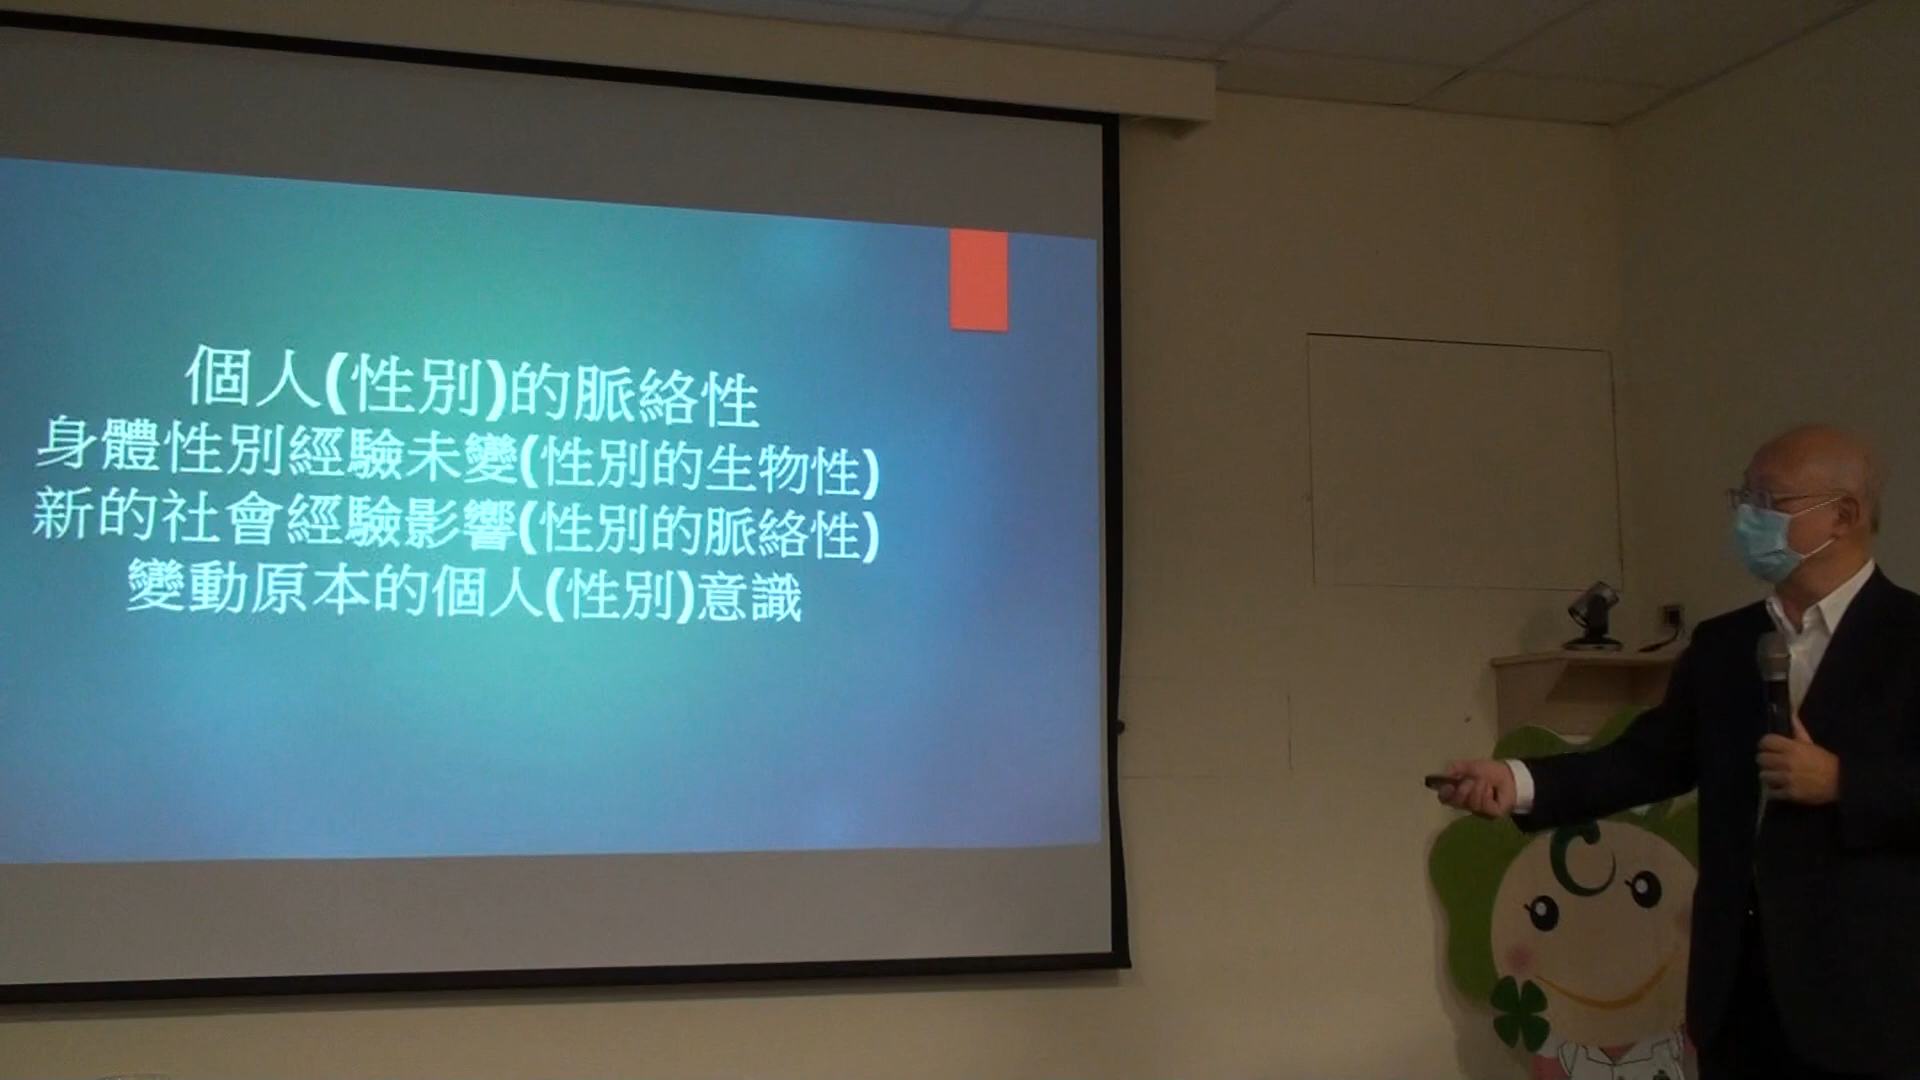 個人(性別)的脈絡性
身體性別經驗未變(性別的生物性)
新的社會經驗影響(性別的脈絡性)
變動原本的個人(性別)意識